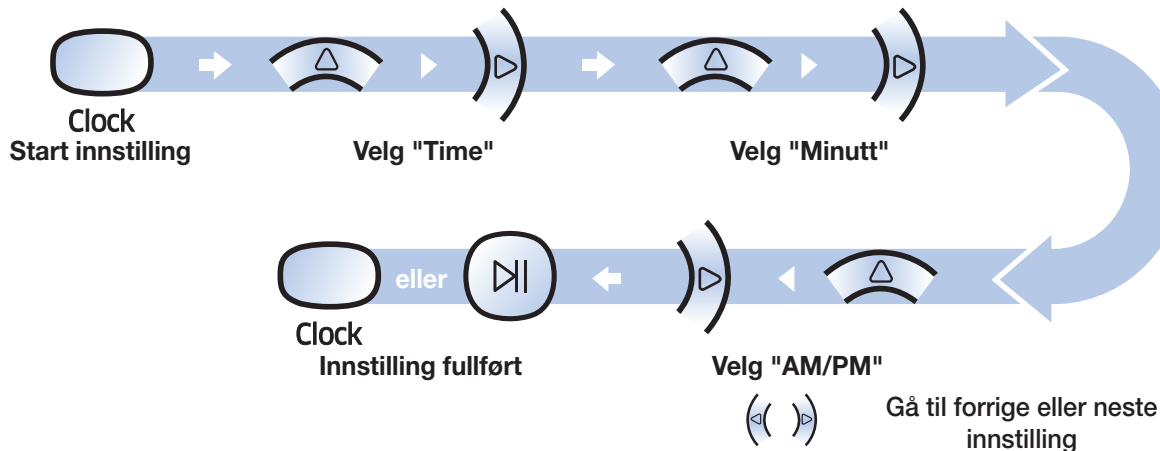 Clock
Start innstilling
Velg "Time"
Velg "Minutt"
eller
Clock
Innstilling fullført
Velg "AM/PM"
Gå til forrige eller neste
innstilling